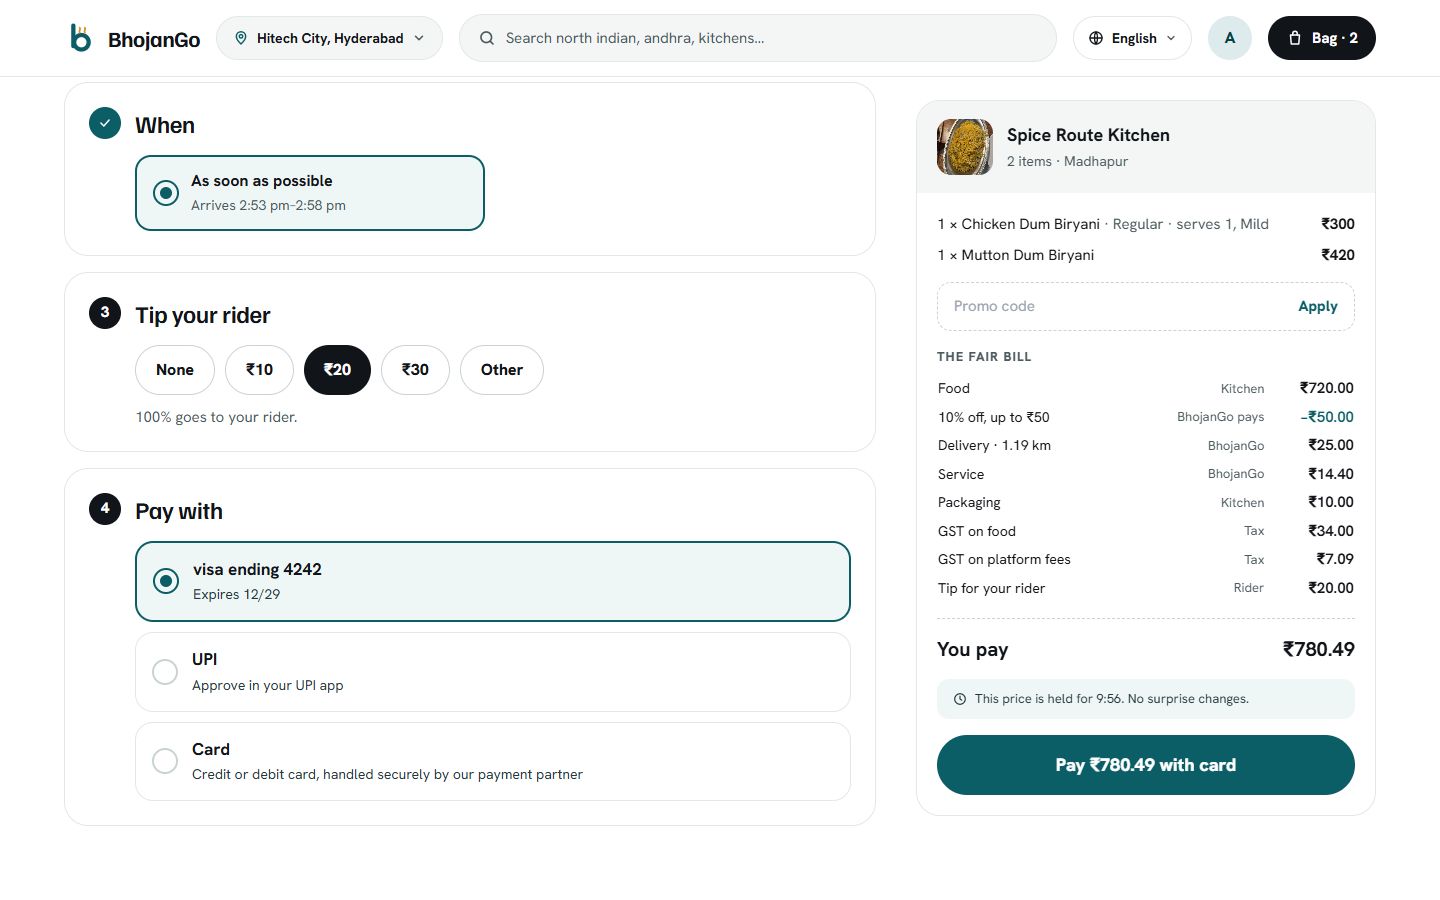 BhojanGo
Hitech City, Hyderabad
Search north indian, andhra, kitchens...
English
A
Bag · 2
When
As soon as possible
Arrives 2:53 pm–2:58 pm
3
Tip your rider
None
₹10
₹20
₹30
Other
100% goes to your rider.
4
Pay with
visa ending 4242
Expires 12/29
UPI
Approve in your UPI app
Card
Credit or debit card, handled securely by our payment partner
Spice Route Kitchen
2 items · Madhapur
1 × Chicken Dum Biryani · Regular · serves 1, Mild ₹300
1 × Mutton Dum Biryani ₹420
Promo code Apply
THE FAIR BILL
Food Kitchen ₹720.00
10% off, up to ₹50 BhojanGo pays −₹50.00
Delivery · 1.19 km BhojanGo ₹25.00
Service BhojanGo ₹14.40
Packaging Kitchen ₹10.00
GST on food Tax ₹34.00
GST on platform fees Tax ₹7.09
Tip for your rider Rider ₹20.00
You pay ₹780.49
This price is held for 9:56. No surprise changes.
Pay ₹780.49 with card